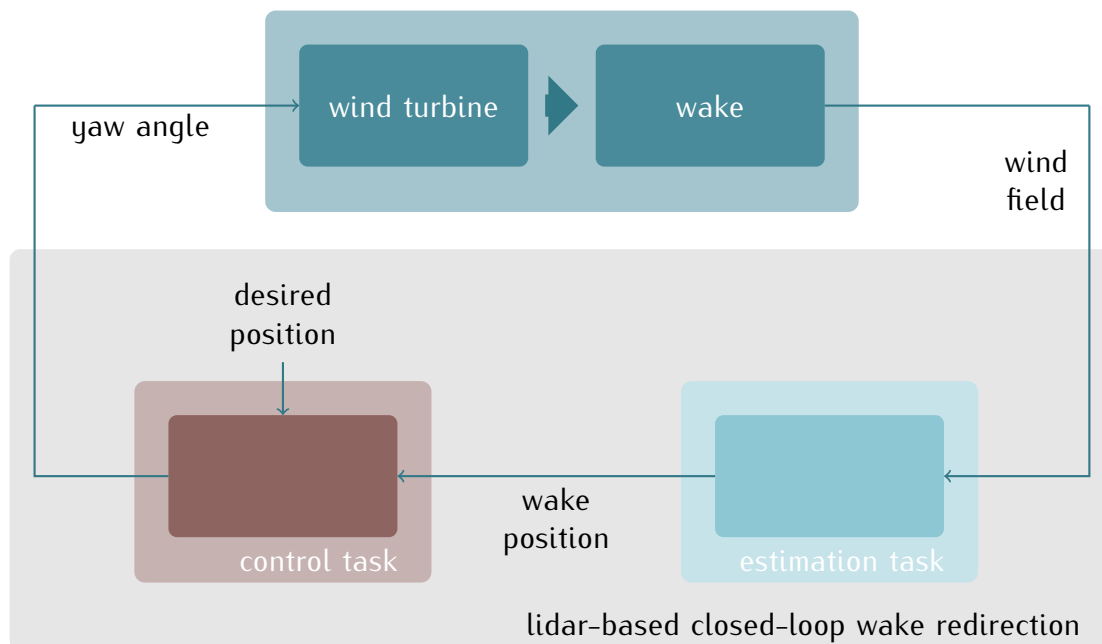 wind turbine
wake
yaw angle
wind
field
desired
position
wake
position
control task
estimation task
lidar-based closed-loop wake redirection